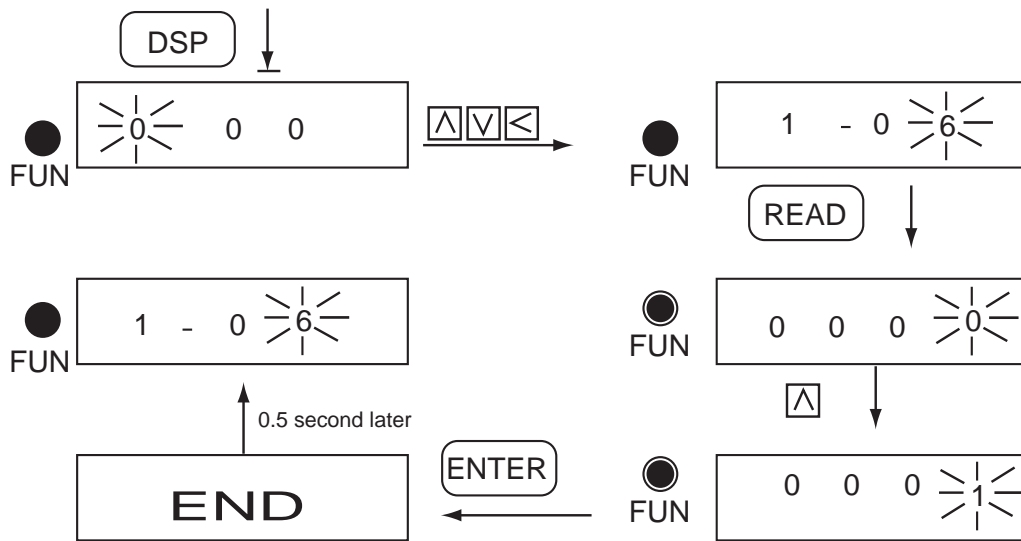 DSP
0 0 0
FUN
1 - 0 6
FUN
READ
1 - 0 6
FUN
0 0 0 0
FUN
0.5 second later
END
ENTER
0 0 0 1
FUN